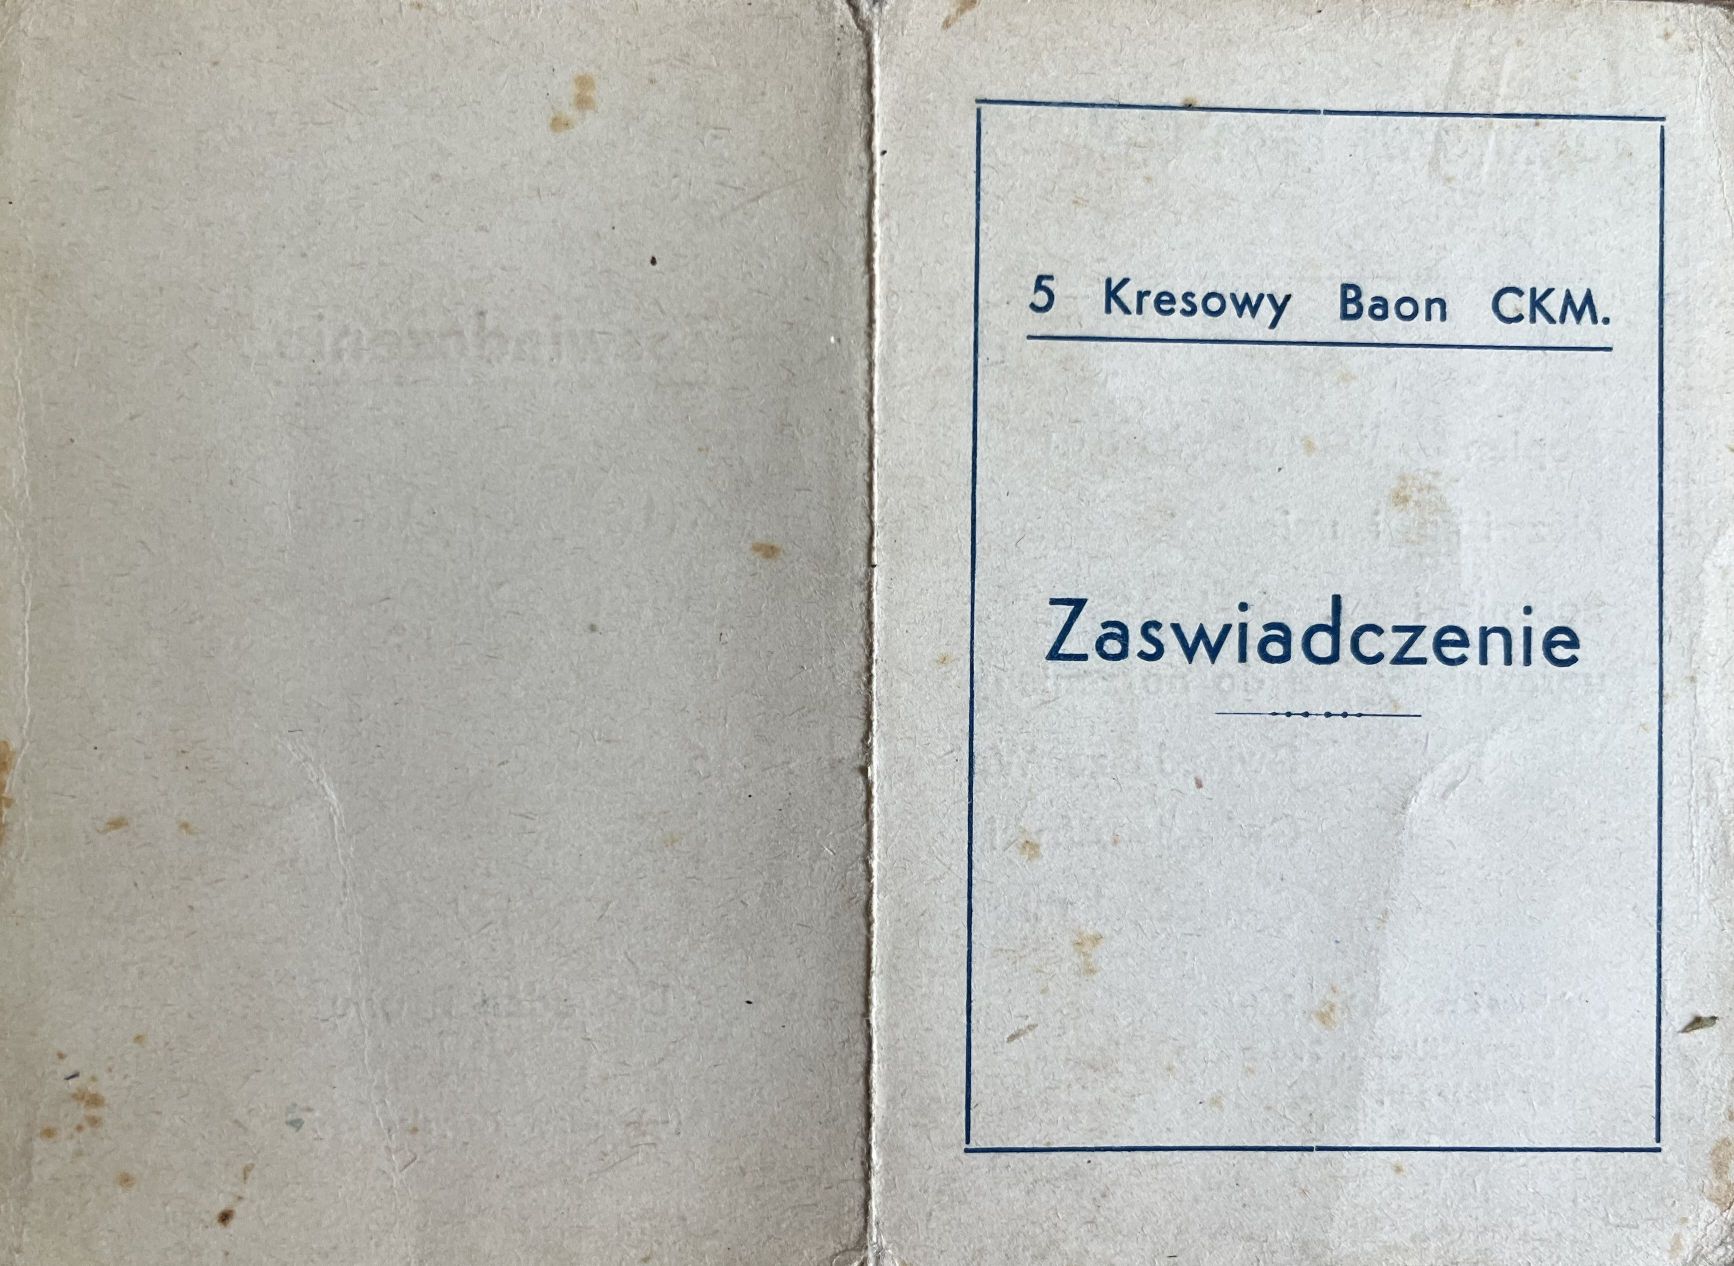 5 Kresowy Baon CKM.
Zaswiadczenie